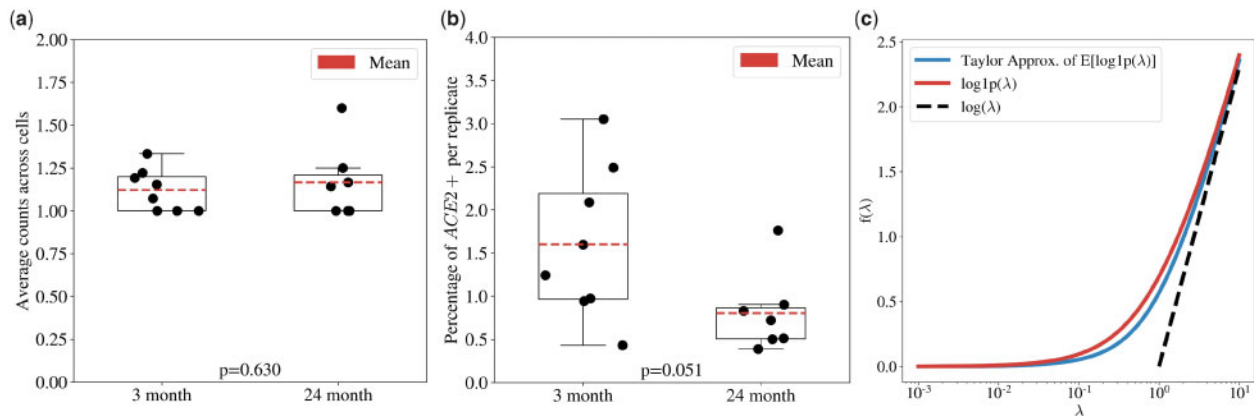 (a)
2.00
1.75
1.50
1.25
1.00
0.75
0.50
0.25
0.00
Average counts across cells
Mean
p=0.630
3 month
24 month
(b)
4.0
3.5
3.0
2.5
2.0
1.5
1.0
0.5
0.0
Percentage of ACE2+ per replicate
Mean
p=0.051
3 month
24 month
(c)
2.5
2.0
1.5
1.0
0.5
0.0
f(λ)
Taylor Approx. of E[log1p(λ)]
log1p(λ)
log(λ)
10⁻³
10⁻²
10⁻¹
10⁰
10¹
λ